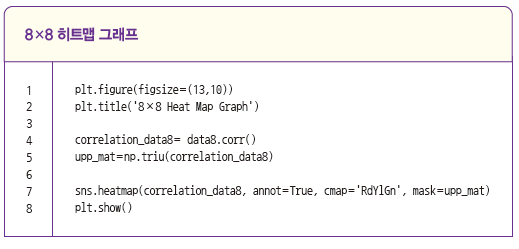 8×8 히트맵 그래프
1 plt.figure(figsize=(13,10))
2 plt.title('8×8 Heat Map Graph')
3
4 correlation_data8= data8.corr()
5 upp_mat=np.triu(correlation_data8)
6
7 sns.heatmap(correlation_data8, annot=True, cmap='RdYlGn', mask=upp_mat)
8 plt.show()